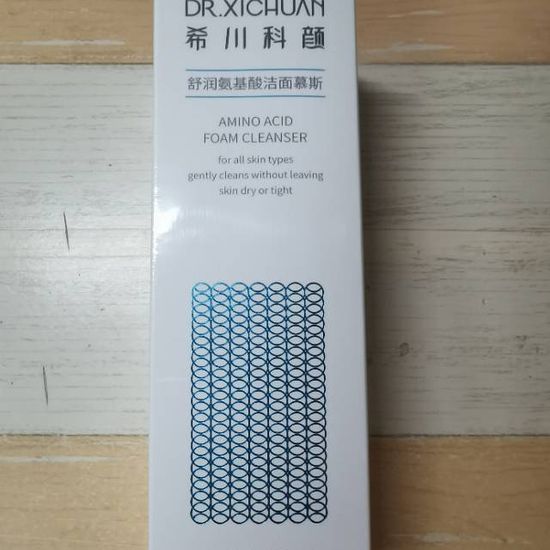 DR.XICHUAN
希川科颜
舒润氨基酸洁面慕斯
AMINO ACID
FOAM CLEANSER
for all skin types
gently cleans without leaving
skin dry or tight